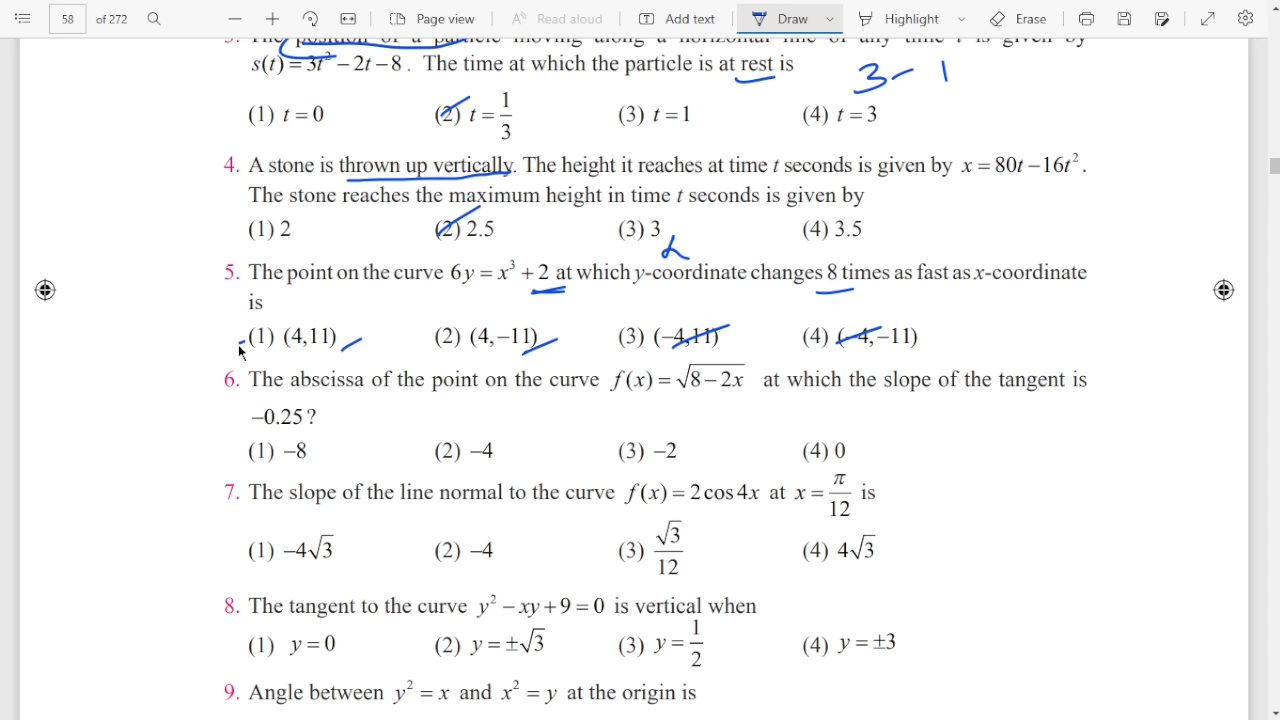 58 of 272 Page view Read aloud Add text Draw Highlight Erase
s(t) = 3t² − 2t − 8 . The time at which the particle is at rest is
3 − 1
(1) t = 0 (2) t = 1/3 (3) t = 1 (4) t = 3
4. A stone is thrown up vertically. The height it reaches at time t seconds is given by x = 80t − 16t² .
The stone reaches the maximum height in time t seconds is given by
(1) 2 (2) 2.5 (3) 3 (4) 3.5
5. The point on the curve 6y = x³ + 2 at which y-coordinate changes 8 times as fast as x-coordinate
is
(1) (4,11) (2) (4,−11) (3) (−4,11) (4) (−4,−11)
6. The abscissa of the point on the curve f(x) = √(8 − 2x) at which the slope of the tangent is
−0.25 ?
(1) −8 (2) −4 (3) −2 (4) 0
7. The slope of the line normal to the curve f(x) = 2 cos 4x at x = π/12 is
(1) −4√3 (2) −4 (3) √3/12 (4) 4√3
8. The tangent to the curve y² − xy + 9 = 0 is vertical when
(1) y = 0 (2) y = ±√3 (3) y = 1/2 (4) y = ±3
9. Angle between y² = x and x² = y at the origin is